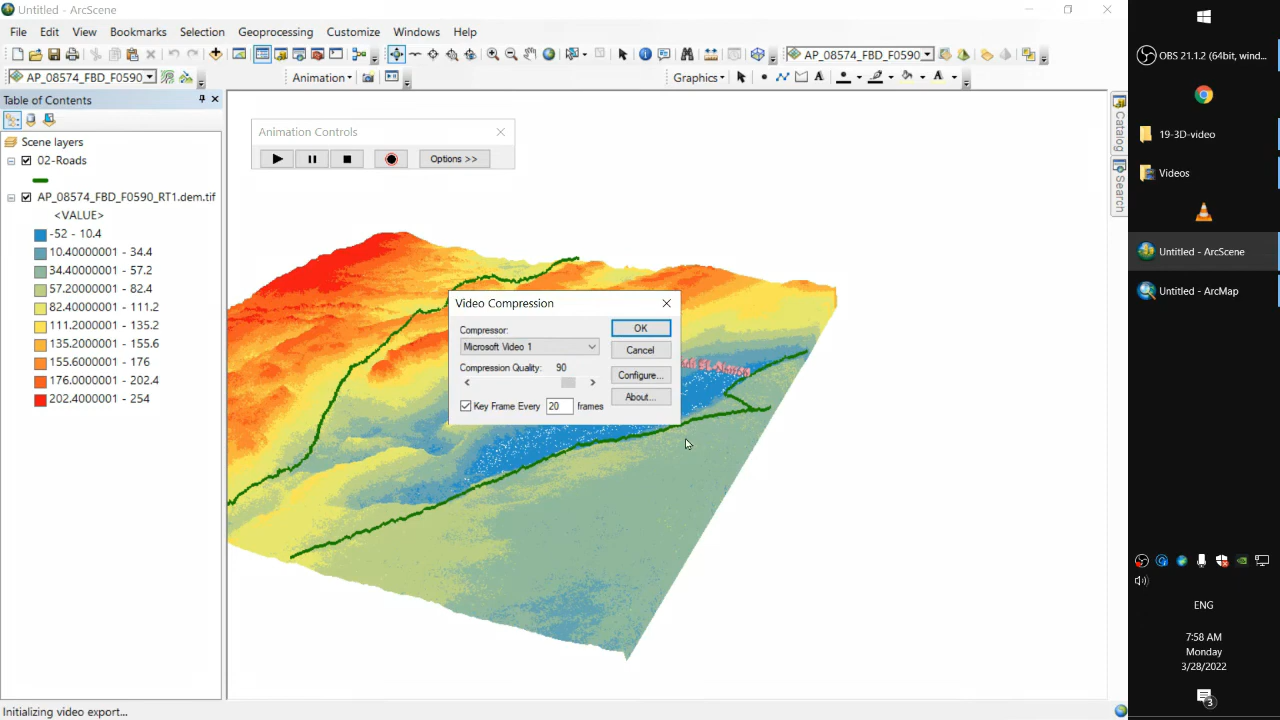 Untitled - ArcScene
File Edit View Bookmarks Selection Geoprocessing Customize Windows Help
AP_08574_FBD_F0590
AP_08574_FBD_F0590 Animation Graphics A A
Table of Contents
Scene layers
02-Roads
AP_08574_FBD_F0590_RT1.dem.tif
<VALUE>
-52 - 10.4
10.40000001 - 34.4
34.40000001 - 57.2
57.20000001 - 82.4
82.40000001 - 111.2
111.2000001 - 135.2
135.2000001 - 155.6
155.6000001 - 176
176.0000001 - 202.4
202.4000001 - 254
Animation Controls
Options >>
Video Compression
Compressor:
Microsoft Video 1
Compression Quality: 90
Key Frame Every 20 frames
OK
Cancel
Configure...
About...
Catalog
Search
Initializing video export...
OBS 21.1.2 (64bit, wind...
19-3D-video
Videos
Untitled - ArcScene
Untitled - ArcMap
ENG
7:58 AM
Monday
3/28/2022
3